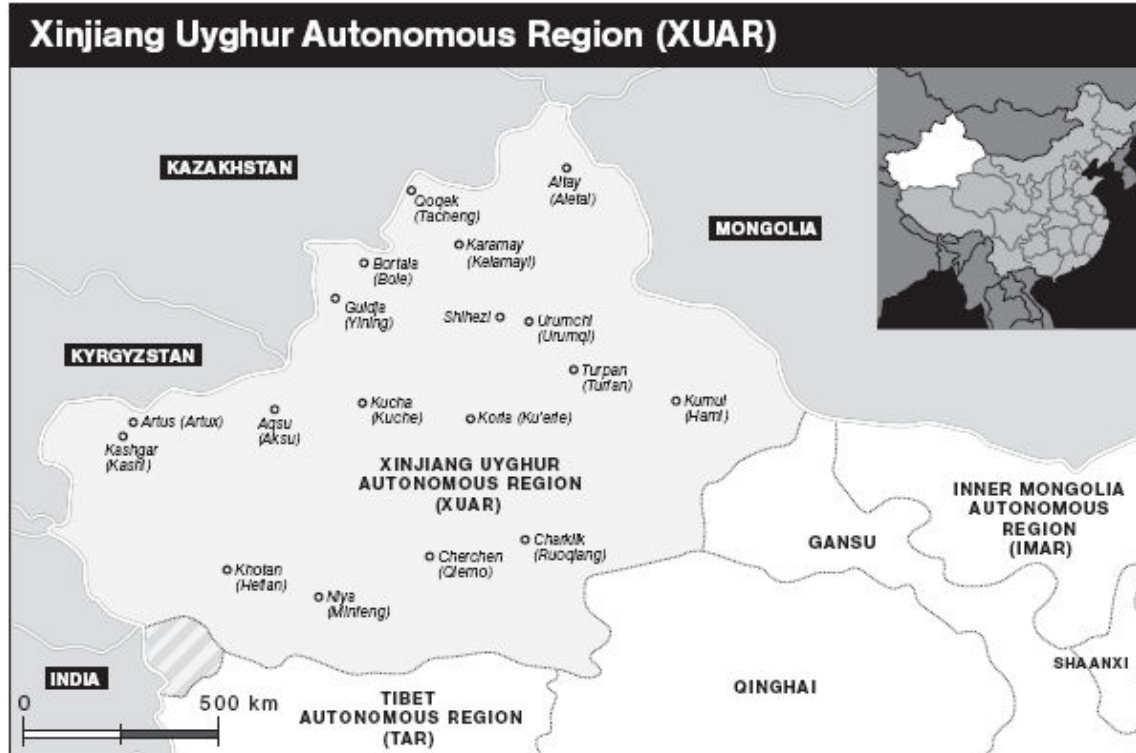 Xinjiang Uyghur Autonomous Region (XUAR)
KAZAKHSTAN
Altay
(Aletai)
Qoqek
(Tacheng)
MONGOLIA
Karamay
(Kelamayi)
Bortala
(Bole)
Guldja
(Yining)
Shihezi
Urumchi
(Urumqi)
KYRGYZSTAN
Turpan
(Turfan)
Kucha
(Kuche)
Kumul
(Hami)
Artus (Artux)
Aqsu
(Aksu)
Korla (Ku'erle)
Kashgar
(Kashi)
XINJIANG UYGHUR
AUTONOMOUS REGION
(XUAR)
INNER MONGOLIA
AUTONOMOUS
REGION
(IMAR)
GANSU
Charklik
(Ruoqiang)
Cherchen
(Qiemo)
Khotan
(Hetian)
Niya
(Minfeng)
SHAANXI
INDIA
QINGHAI
0 500 km
TIBET
AUTONOMOUS REGION
(TAR)